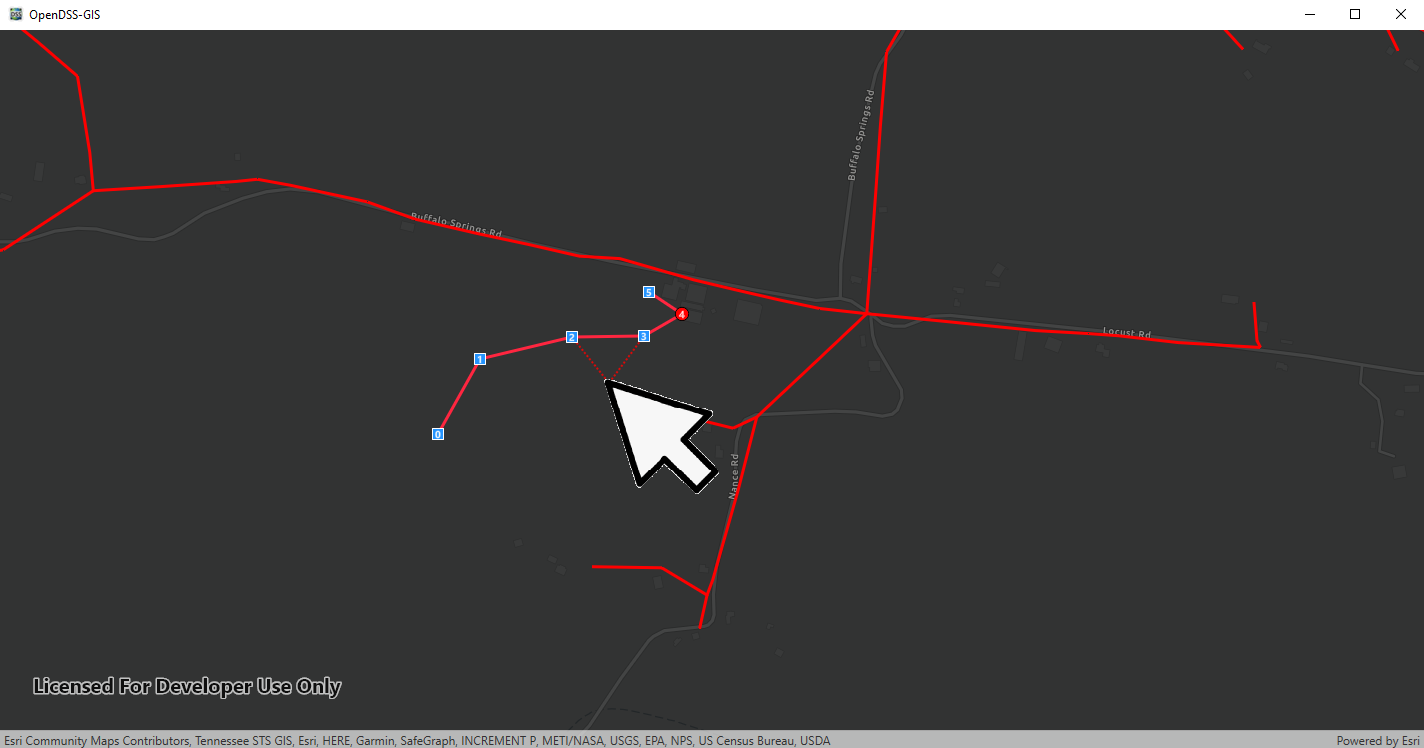 OpenDSS-GIS
Buffalo Springs Rd
Buffalo Springs Rd
5
4
2
3
Locust Rd
1
0
Nance Rd
Licensed For Developer Use Only
Esri Community Maps Contributors, Tennessee STS GIS, Esri, HERE, Garmin, SafeGraph, INCREMENT P, METI/NASA, USGS, EPA, NPS, US Census Bureau, USDA
Powered by Esri